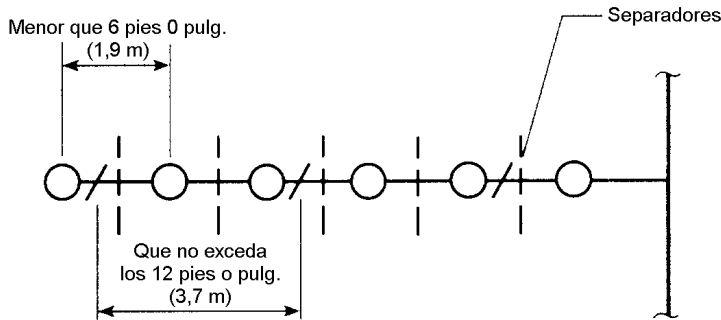 Menor que 6 pies 0 pulg.
(1,9 m)
Separadores
Que no exceda
los 12 pies o pulg.
(3,7 m)